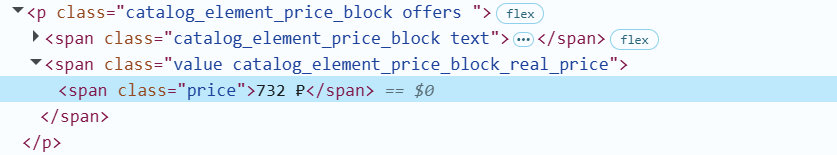 ▼<p class="catalog_element_price_block offers ">flex
▶<span class="catalog_element_price_block text">•••</span>flex
▼<span class="value catalog_element_price_block_real_price">
<span class="price">732 ₽</span> == $0
</span>
</p>